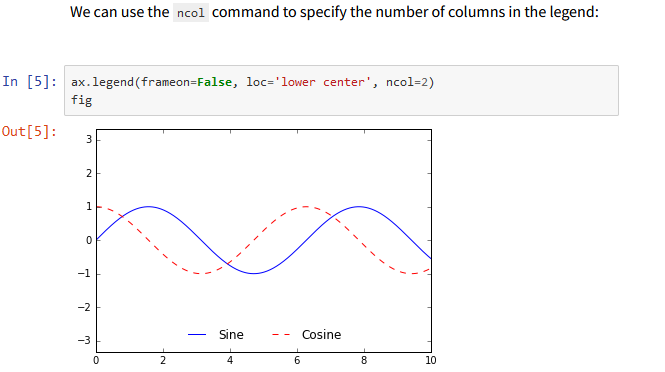 We can use the ncol command to specify the number of columns in the legend:
In [5]: ax.legend(frameon=False, loc='lower center', ncol=2)
fig
Out[5]:
3
2
1
0
−1
−2
−3
Sine Cosine
0 2 4 6 8 10